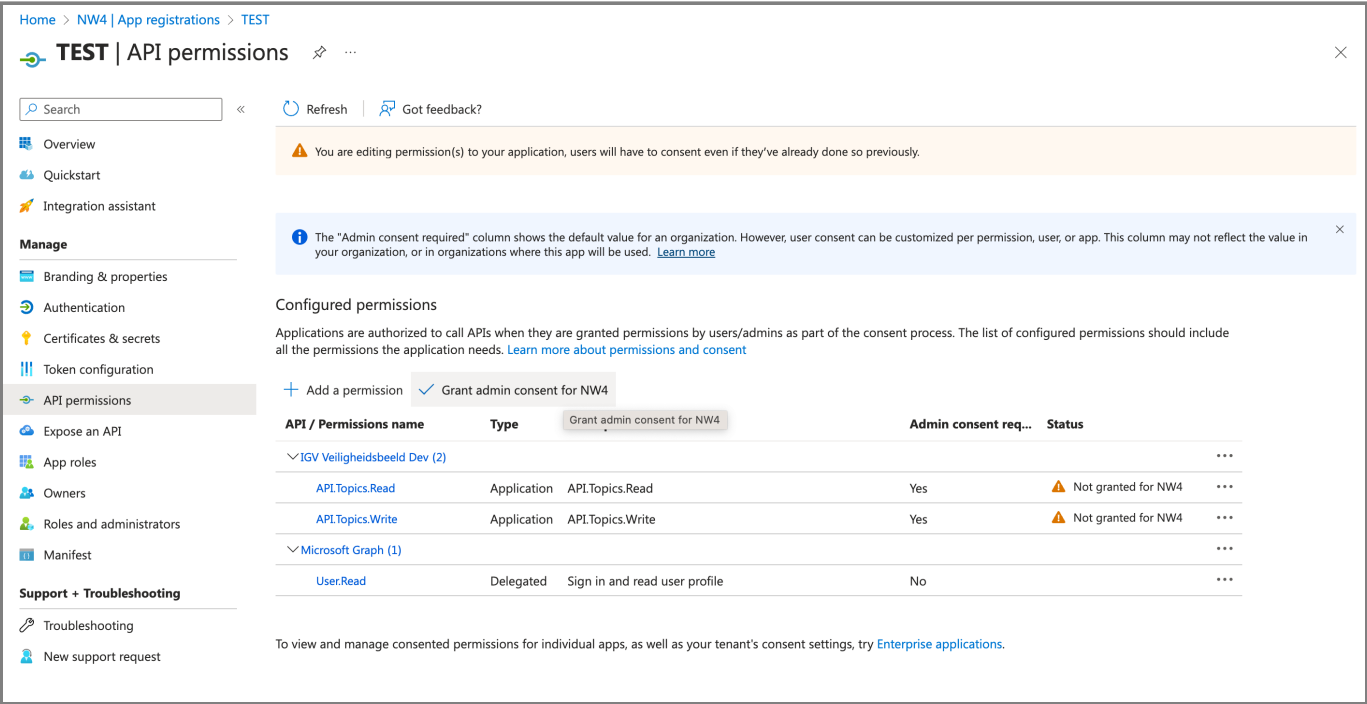 Home > NW4 | App registrations > TEST
TEST | API permissions
Search
Overview
Quickstart
Integration assistant
Manage
Branding & properties
Authentication
Certificates & secrets
Token configuration
API permissions
Expose an API
App roles
Owners
Roles and administrators
Manifest
Support + Troubleshooting
Troubleshooting
New support request
Refresh Got feedback?
You are editing permission(s) to your application, users will have to consent even if they've already done so previously.
The "Admin consent required" column shows the default value for an organization. However, user consent can be customized per permission, user, or app. This column may not reflect the value in
your organization, or in organizations where this app will be used. Learn more
Configured permissions
Applications are authorized to call APIs when they are granted permissions by users/admins as part of the consent process. The list of configured permissions should include
all the permissions the application needs. Learn more about permissions and consent
Add a permission Grant admin consent for NW4
Grant admin consent for NW4
API / Permissions name Type Admin consent req... Status
IGV Veiligheidsbeeld Dev (2)
API.Topics.Read Application API.Topics.Read Yes Not granted for NW4
API.Topics.Write Application API.Topics.Write Yes Not granted for NW4
Microsoft Graph (1)
User.Read Delegated Sign in and read user profile No
To view and manage consented permissions for individual apps, as well as your tenant's consent settings, try Enterprise applications.